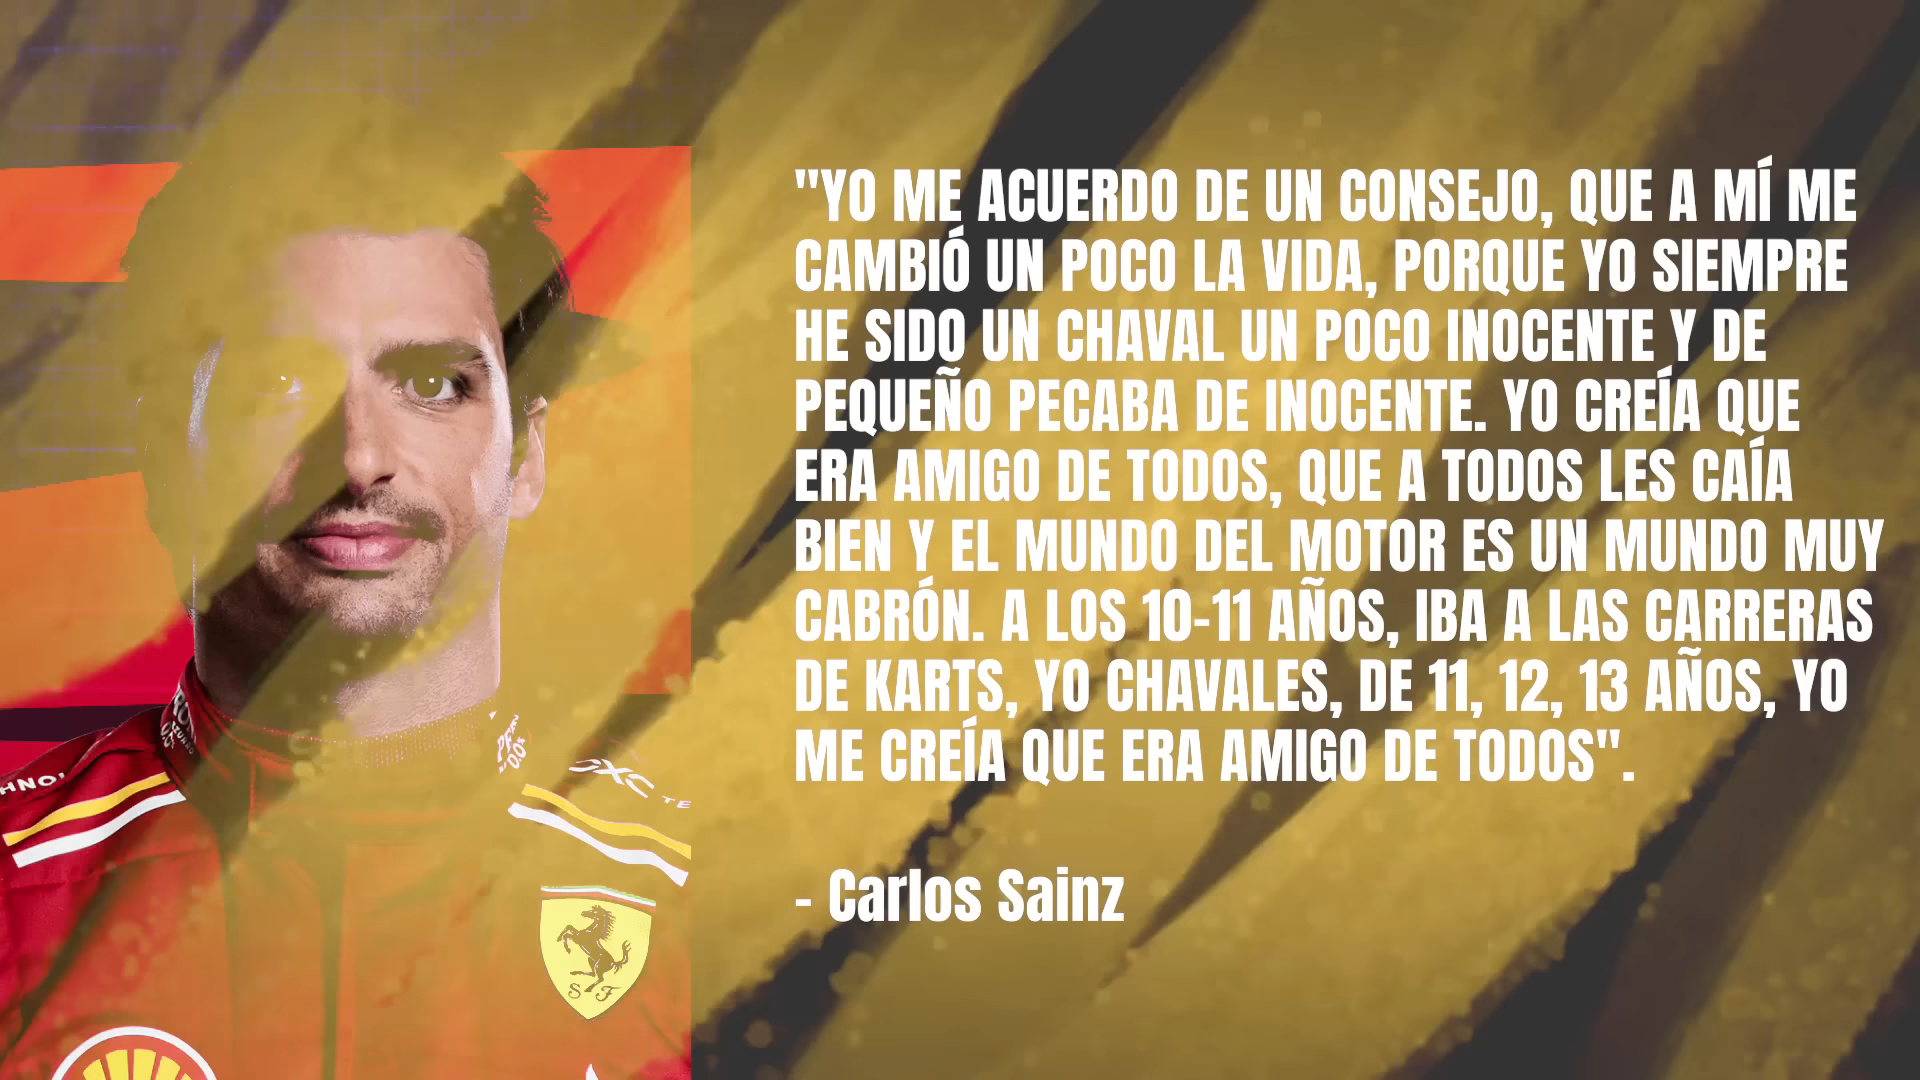 "YO ME ACUERDO DE UN CONSEJO, QUE A MÍ ME
CAMBIÓ UN POCO LA VIDA, PORQUE YO SIEMPRE
HE SIDO UN CHAVAL UN POCO INOCENTE Y DE
PEQUEÑO PECABA DE INOCENTE. YO CREÍA QUE
ERA AMIGO DE TODOS, QUE A TODOS LES CAÍA
BIEN Y EL MUNDO DEL MOTOR ES UN MUNDO MUY
CABRÓN. A LOS 10-11 AÑOS, IBA A LAS CARRERAS
DE KARTS, YO CHAVALES, DE 11, 12, 13 AÑOS, YO
ME CREÍA QUE ERA AMIGO DE TODOS".
- Carlos Sainz
0.0%
S F